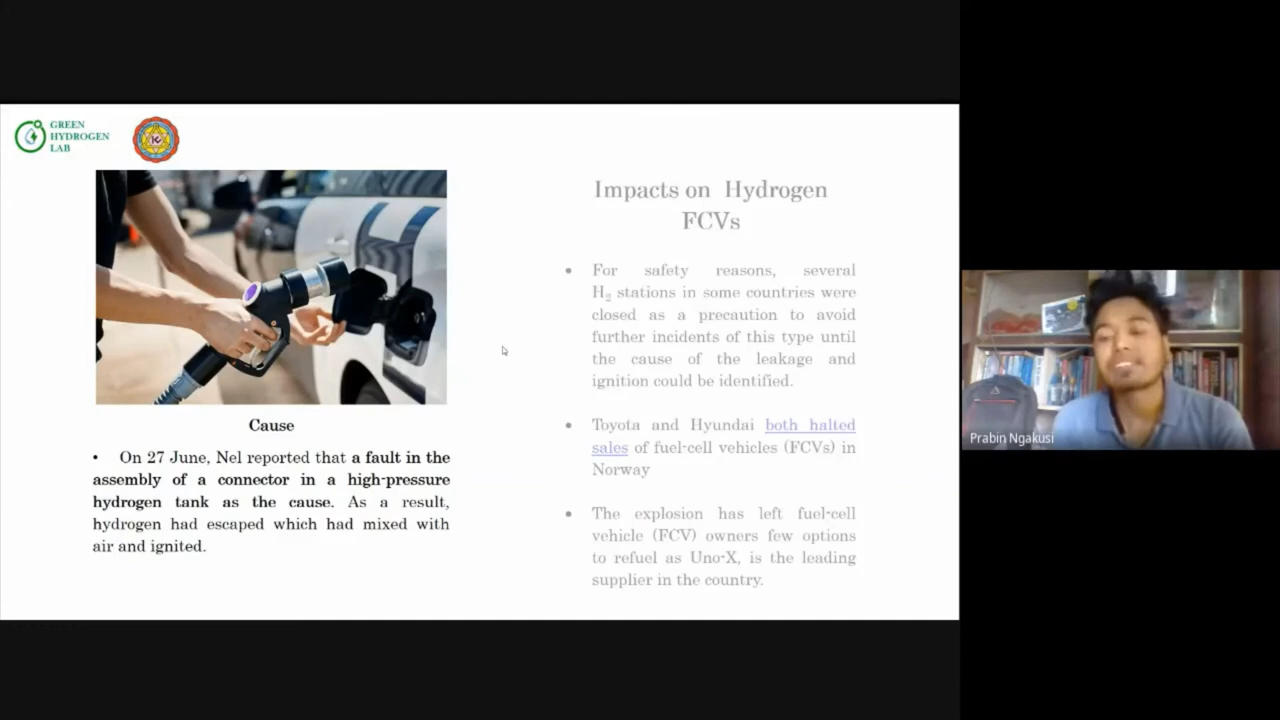 GREEN
HYDROGEN
LAB
Cause
• On 27 June, Nel reported that a fault in the
assembly of a connector in a high-pressure
hydrogen tank as the cause. As a result,
hydrogen had escaped which had mixed with
air and ignited.
Impacts on Hydrogen
FCVs
• For safety reasons, several
H₂ stations in some countries were
closed as a precaution to avoid
further incidents of this type until
the cause of the leakage and
ignition could be identified.
• Toyota and Hyundai both halted
sales of fuel-cell vehicles (FCVs) in
Norway
• The explosion has left fuel-cell
vehicle (FCV) owners few options
to refuel as Uno-X, is the leading
supplier in the country.
Prabin Ngakusi